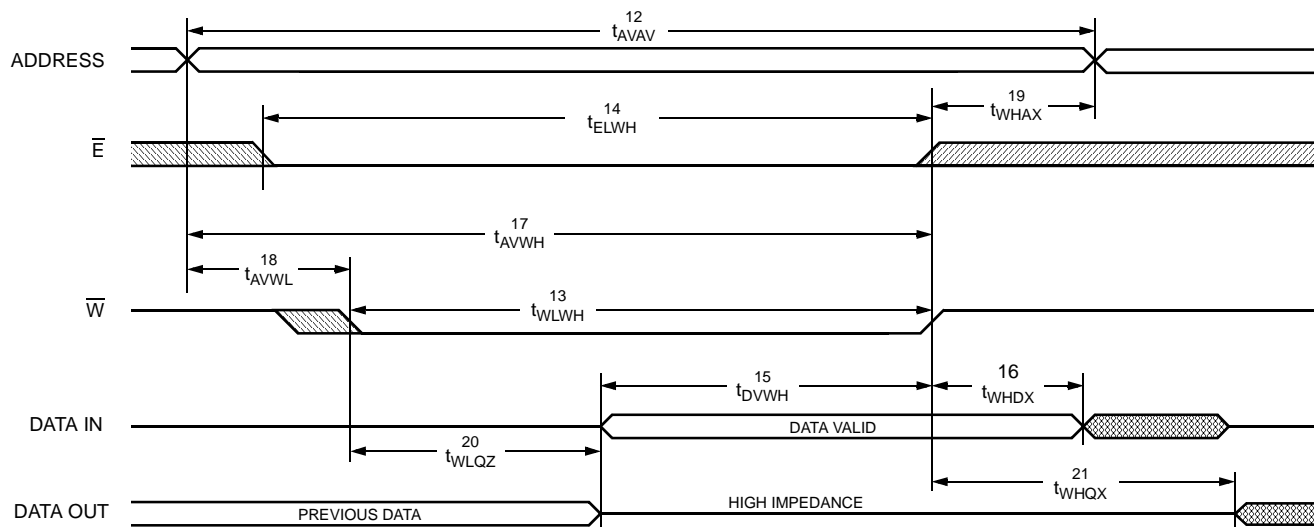 12
tAVAV
ADDRESS
14
tELWH
19
tWHAX
E̅
17
tAVWH
18
tAVWL
W̅
13
tWLWH
15
tDVWH
16
tWHDX
DATA IN
DATA VALID
20
tWLQZ
21
tWHQX
DATA OUT
PREVIOUS DATA
HIGH IMPEDANCE